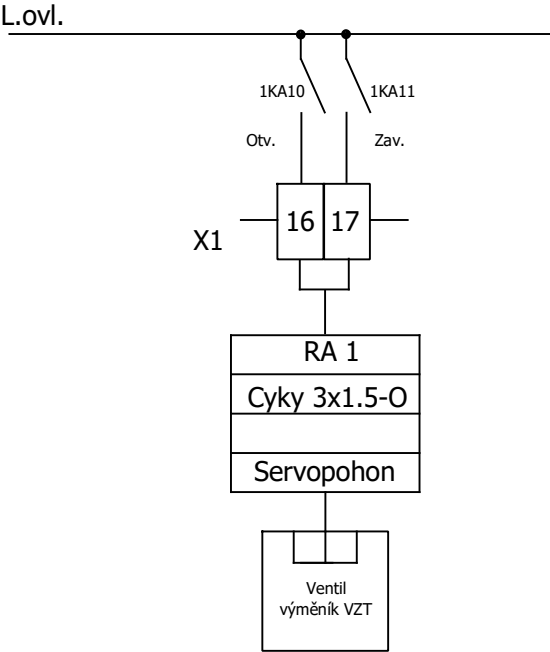 L.ovl.
1KA10
1KA11
Otv.
Zav.
16
17
X1
RA 1
Cyky 3x1.5-O
Servopohon
Ventil
výměník VZT